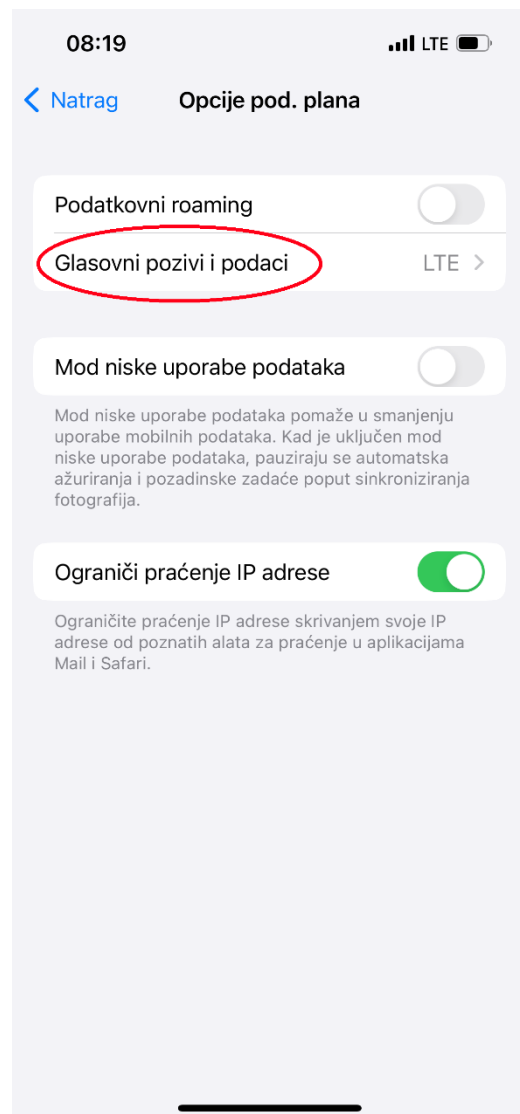 08:19 LTE
Natrag Opcije pod. plana
Podatkovni roaming
Glasovni pozivi i podaci LTE
Mod niske uporabe podataka
Mod niske uporabe podataka pomaže u smanjenju
uporabe mobilnih podataka. Kad je uključen mod
niske uporabe podataka, pauziraju se automatska
ažuriranja i pozadinske zadaće poput sinkroniziranja
fotografija.
Ograniči praćenje IP adrese
Ograničite praćenje IP adrese skrivanjem svoje IP
adrese od poznatih alata za praćenje u aplikacijama
Mail i Safari.